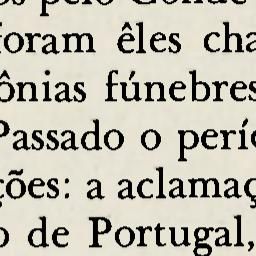 os pelo Conde
foram êles cha
ônias fúnebres
Passado o perío
ções: a aclamaç
o de Portugal,